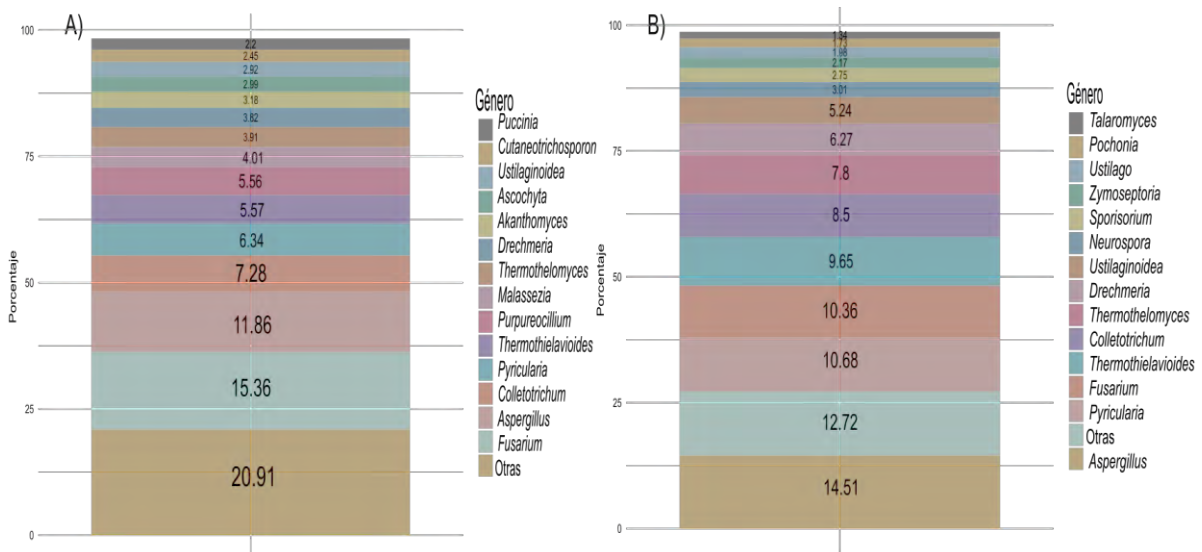 A)
100
75
50
25
0
Porcentaje
2.2
2.45
2.92
2.99
3.18
3.82
3.91
4.01
5.56
5.57
6.34
7.28
11.86
15.36
20.91
Género
Puccinia
Cutaneotrichosporon
Ustilaginoidea
Ascochyta
Akanthomyces
Drechmeria
Thermothelomyces
Malassezia
Purpureocillium
Thermothielavioides
Pyricularia
Colletotrichum
Aspergillus
Fusarium
Otras
B)
100
75
50
25
0
Porcentaje
1.34
1.73
1.98
2.17
2.75
3.01
5.24
6.27
7.8
8.5
9.65
10.36
10.68
12.72
14.51
Género
Talaromyces
Pochonia
Ustilago
Zymoseptoria
Sporisorium
Neurospora
Ustilaginoidea
Drechmeria
Thermothelomyces
Colletotrichum
Thermothielavioides
Fusarium
Pyricularia
Otras
Aspergillus